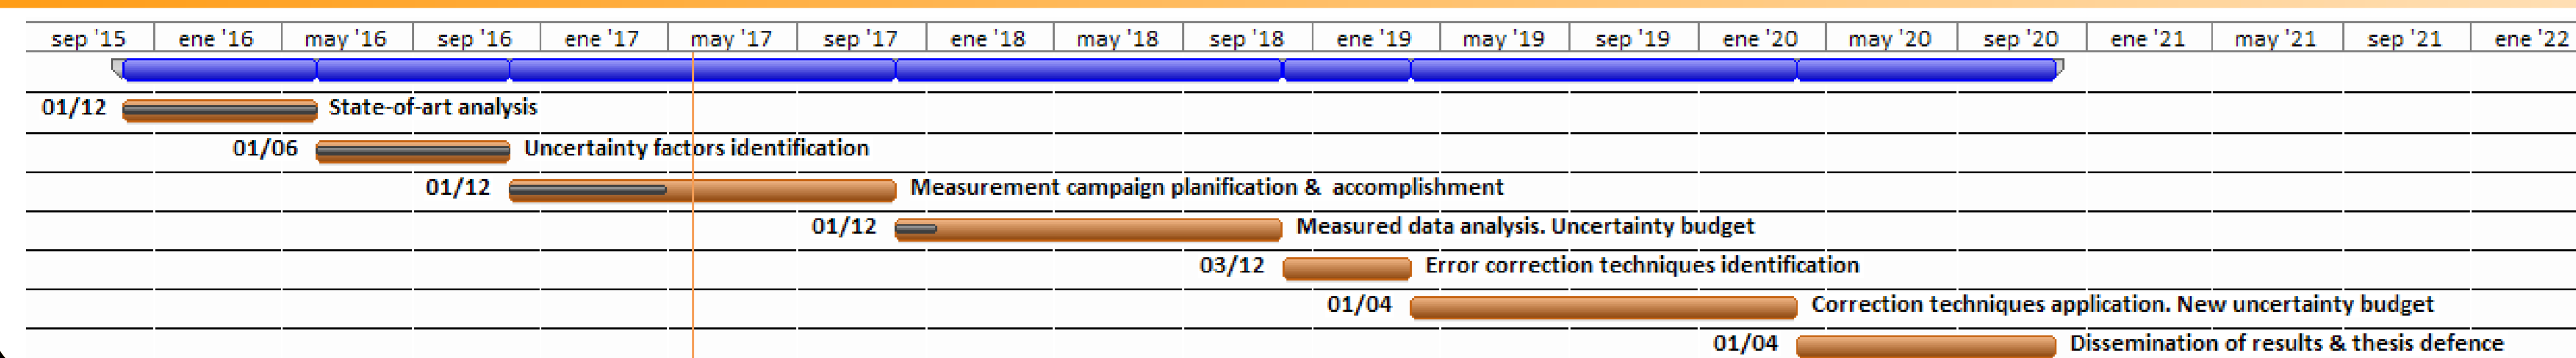 sep '15 ene '16 may '16 sep '16 ene '17 may '17 sep '17 ene '18 may '18 sep '18 ene '19 may '19 sep '19 ene '20 may '20 sep '20 ene '21 may '21 sep '21 ene '22
01/12 State-of-art analysis
01/06 Uncertainty factors identification
01/12 Measurement campaign planification & accomplishment
01/12 Measured data analysis. Uncertainty budget
03/12 Error correction techniques identification
01/04 Correction techniques application. New uncertainty budget
01/04 Dissemination of results & thesis defence